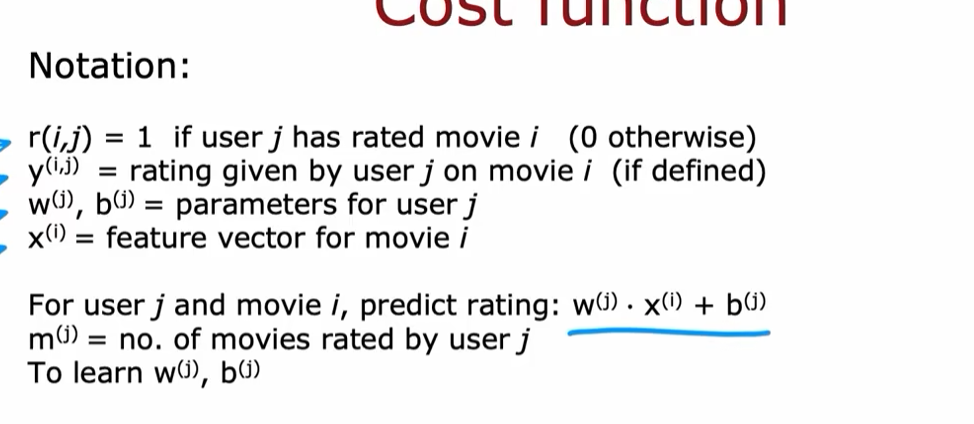 Cost function
Notation:
r(i,j) = 1 if user j has rated movie i (0 otherwise)
y⁽ⁱ,ʲ⁾ = rating given by user j on movie i (if defined)
w⁽ʲ⁾, b⁽ʲ⁾ = parameters for user j
x⁽ⁱ⁾ = feature vector for movie i
For user j and movie i, predict rating: w⁽ʲ⁾ · x⁽ⁱ⁾ + b⁽ʲ⁾
m⁽ʲ⁾ = no. of movies rated by user j
To learn w⁽ʲ⁾, b⁽ʲ⁾